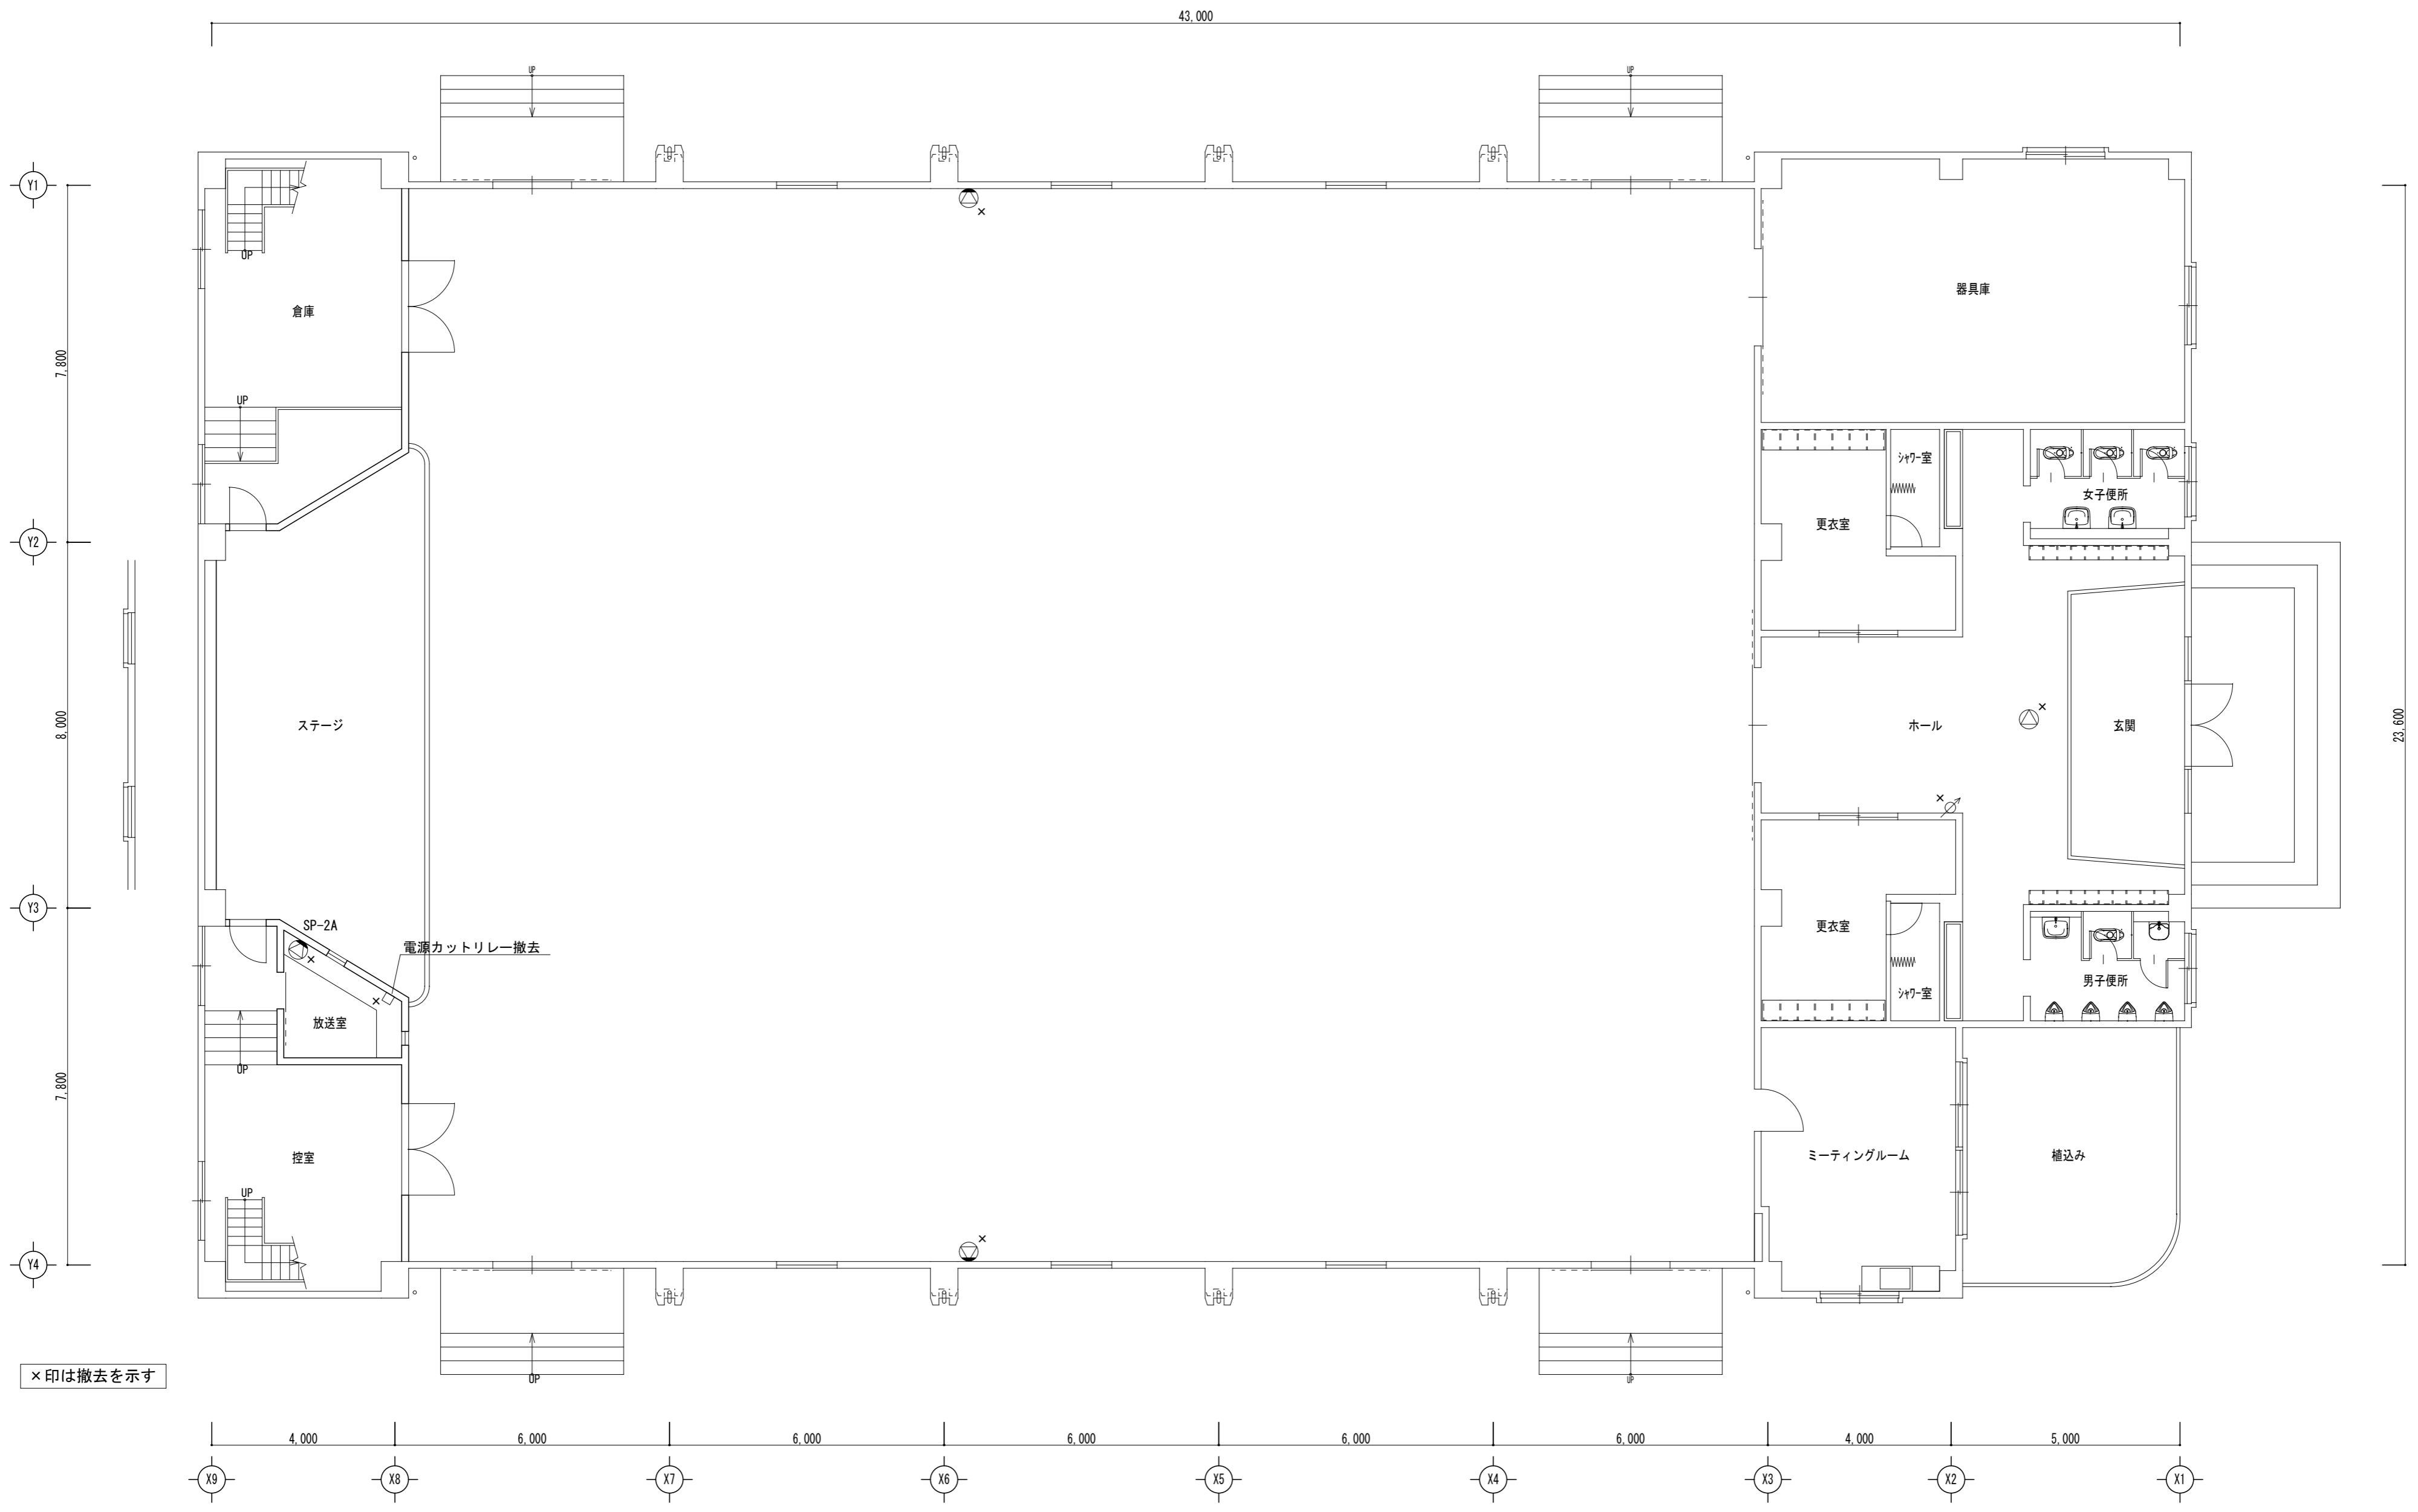 43,000
UP
UP
Y1
UP
倉庫
器具庫
7,800
UP
シャワー室
女子便所
更衣室
Y2
ステージ
ホール
玄関
8,000
23,600
Y3
SP-2A
電源カットリレー撤去
更衣室
男子便所
シャワー室
放送室
UP
7,800
控室
ミーティングルーム
植込み
UP
Y4
UP
UP
×印は撤去を示す
4,000
6,000
6,000
6,000
6,000
6,000
4,000
5,000
X9
X8
X7
X6
X5
X4
X3
X2
X1